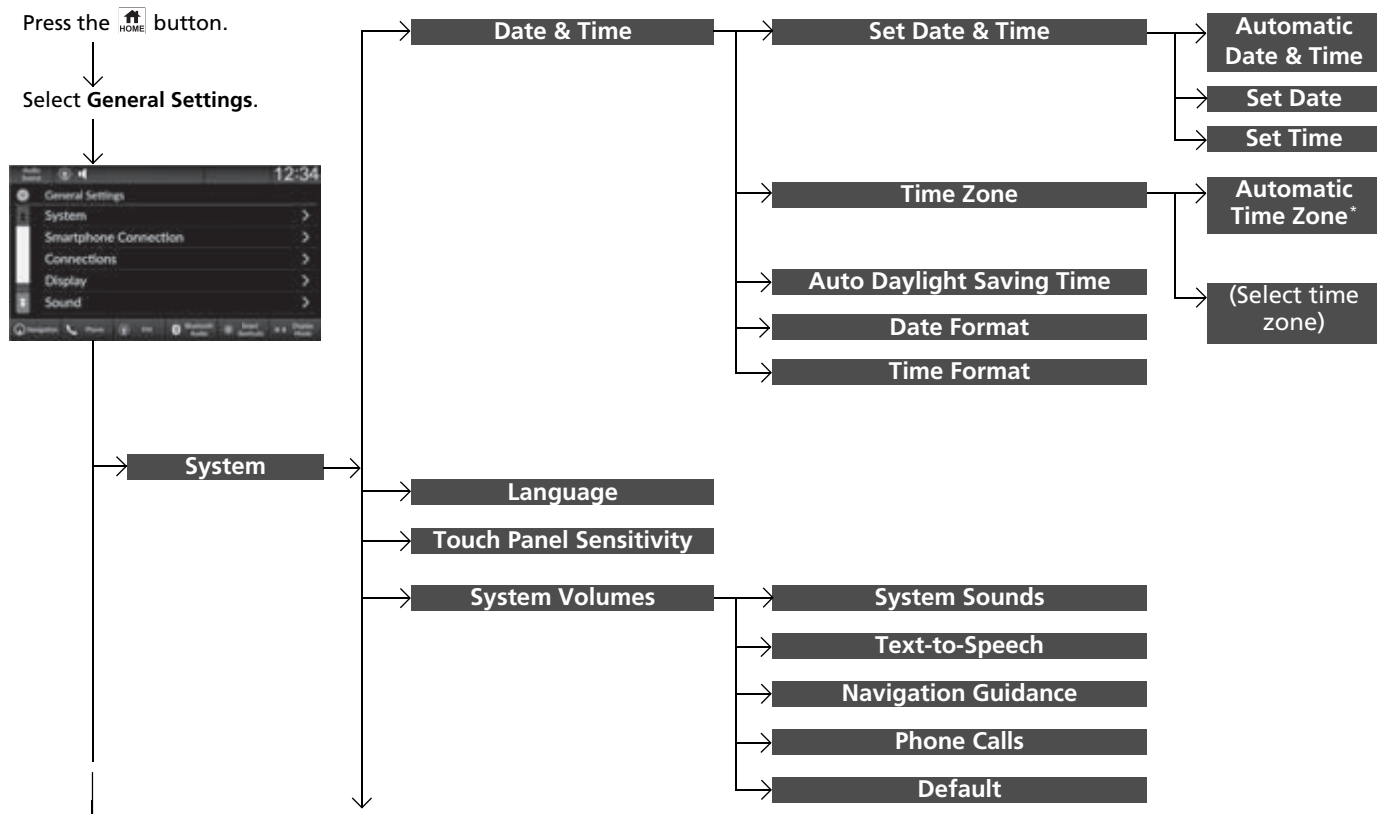 Press the HOME button.
Select General Settings.
12:34
General Settings
System
Smartphone Connection
Connections
Display
Sound
System
Date & Time
Set Date & Time
Automatic
Date & Time
Set Date
Set Time
Time Zone
Automatic
Time Zone*
(Select time
zone)
Auto Daylight Saving Time
Date Format
Time Format
Language
Touch Panel Sensitivity
System Volumes
System Sounds
Text-to-Speech
Navigation Guidance
Phone Calls
Default